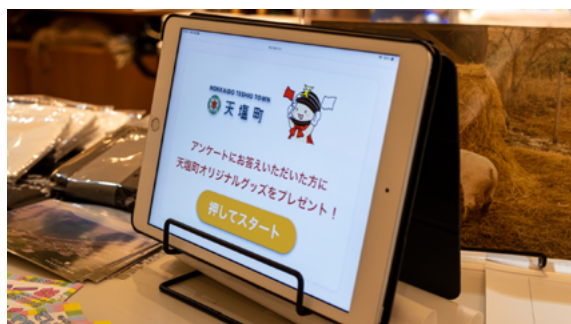 HOKKAIDO TESHIO TOWN
天塩町
アンケートにお答えいただいた方に
天塩町オリジナルグッズをプレゼント！
押してスタート